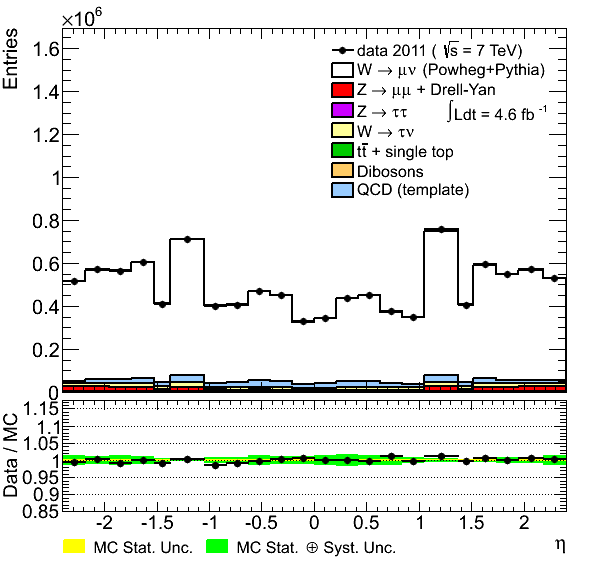 ×10⁶
Entries
1.6
1.4
1.2
1
0.8
0.6
0.4
0.2
0
data 2011 ( √s = 7 TeV)
W → μν (Powheg+Pythia)
Z → μμ + Drell-Yan
Z → ττ ∫Ldt = 4.6 fb⁻¹
W → τν
tt̄ + single top
Dibosons
QCD (template)
Data / MC
1.15
1.1
1.05
1
0.95
0.9
0.85
-2 -1.5 -1 -0.5 0 0.5 1 1.5 2
MC Stat. Unc. MC Stat. ⊕ Syst. Unc. η